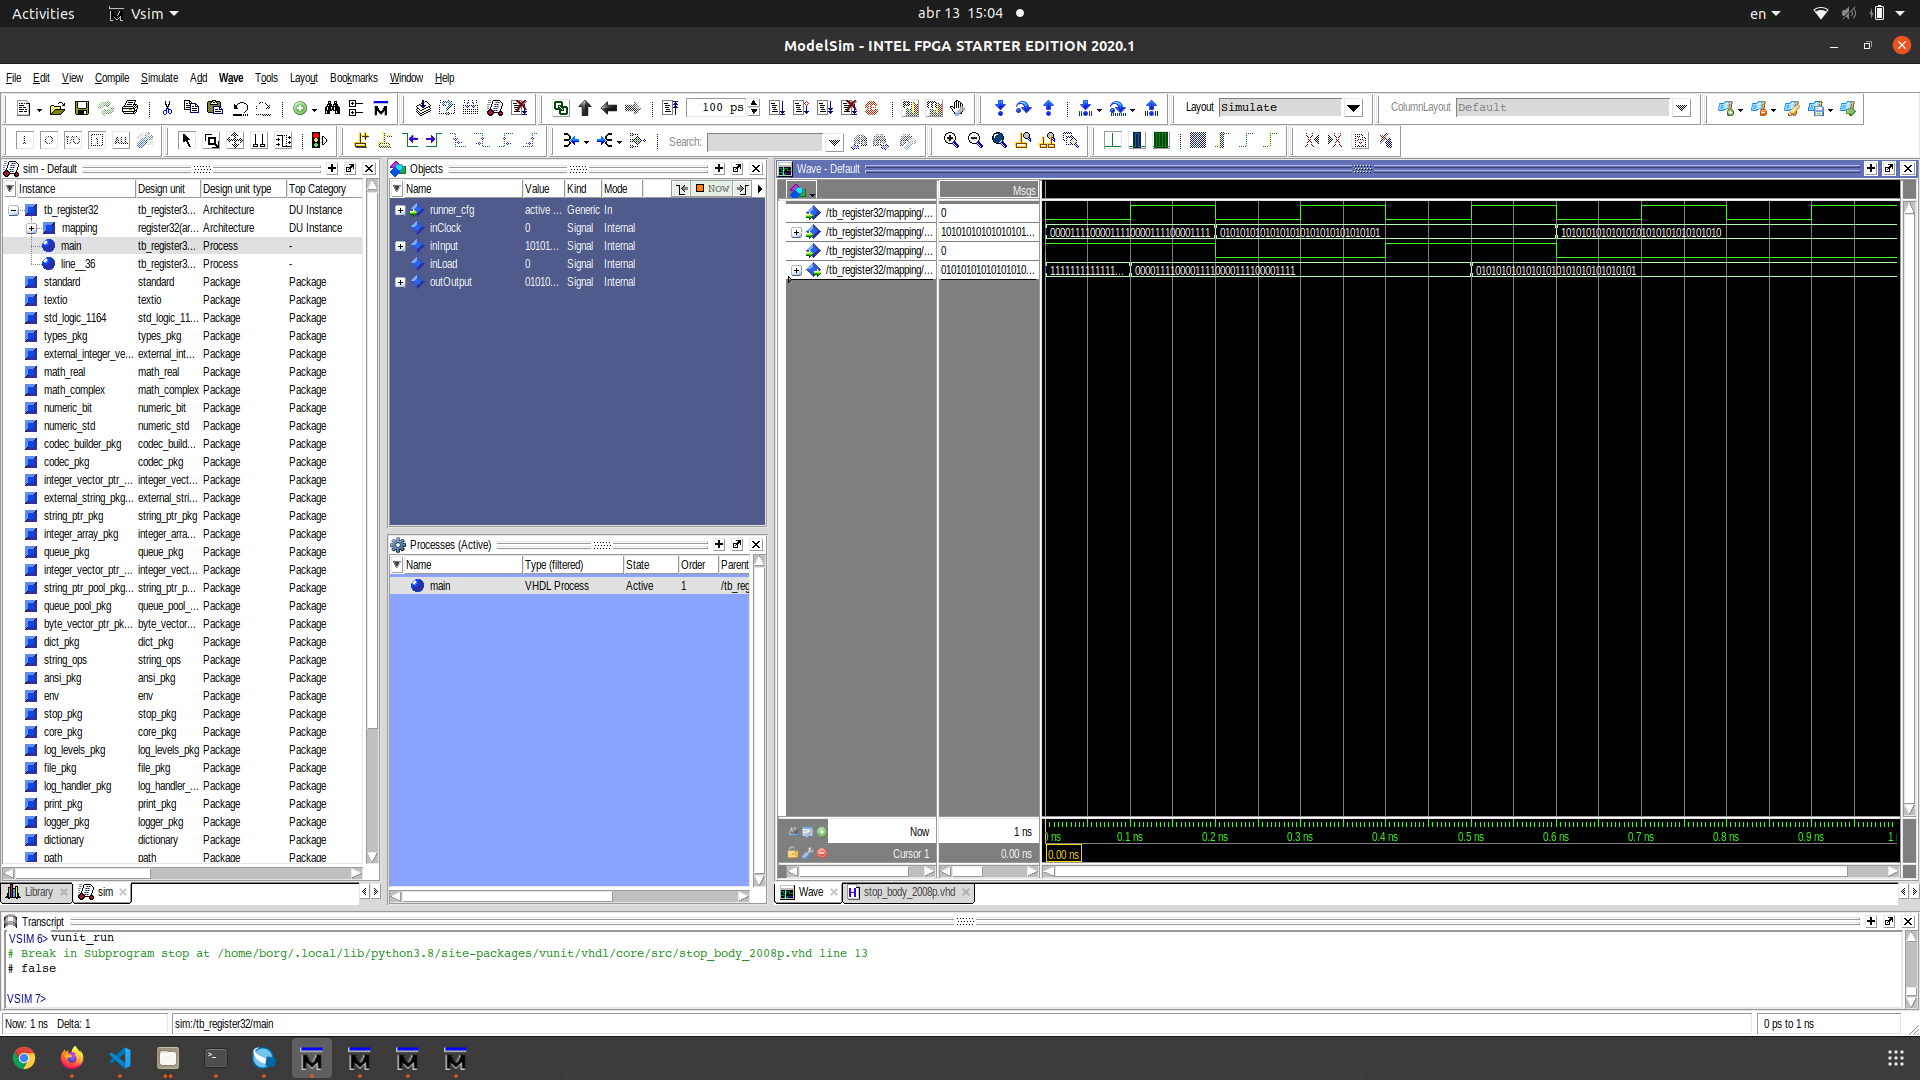 Activities Vsim abr 13 15:04 en
ModelSim - INTEL FPGA STARTER EDITION 2020.1
File Edit View Compile Simulate Add Wave Tools Layout Bookmarks Window Help
100 ps Layout Simulate ColumnLayout Default
Search:
sim - Default
Instance Design unit Design unit type Top Category
tb_register32 tb_register3... Architecture DU Instance
mapping register32(ar... Architecture DU Instance
main tb_register3... Process -
line__36 tb_register3... Process -
standard standard Package Package
textio textio Package Package
std_logic_1164 std_logic_11... Package Package
types_pkg types_pkg Package Package
external_integer_ve... external_int... Package Package
math_real math_real Package Package
math_complex math_complex Package Package
numeric_bit numeric_bit Package Package
numeric_std numeric_std Package Package
codec_builder_pkg codec_build... Package Package
codec_pkg codec_pkg Package Package
integer_vector_ptr_... integer_vect... Package Package
external_string_pkg... external_stri... Package Package
string_ptr_pkg string_ptr_pkg Package Package
integer_array_pkg integer_arra... Package Package
queue_pkg queue_pkg Package Package
integer_vector_ptr_... integer_vect... Package Package
string_ptr_pool_pkg... string_ptr_p... Package Package
queue_pool_pkg queue_pool_... Package Package
byte_vector_ptr_pk... byte_vector... Package Package
dict_pkg dict_pkg Package Package
string_ops string_ops Package Package
ansi_pkg ansi_pkg Package Package
env env Package Package
stop_pkg stop_pkg Package Package
core_pkg core_pkg Package Package
log_levels_pkg log_levels_pkg Package Package
file_pkg file_pkg Package Package
log_handler_pkg log_handler_... Package Package
print_pkg print_pkg Package Package
logger_pkg logger_pkg Package Package
dictionary dictionary Package Package
path path Package Package
Library sim
Objects
Name Value Kind Mode Now
runner_cfg active ... Generic In
inClock 0 Signal Internal
inInput 10101... Signal Internal
inLoad 0 Signal Internal
outOutput 01010... Signal Internal
Processes (Active)
Name Type (filtered) State Order Parent
main VHDL Process Active 1 /tb_reg
Wave - Default
Msgs
/tb_register32/mapping/... 0
/tb_register32/mapping/... 10101010101010101... 00001111000011110000111100001111 01010101010101010101010101010101 10101010101010101010101010101010
/tb_register32/mapping/... 0
/tb_register32/mapping/... 01010101010101010... 1111111111111... 00001111000011110000111100001111 01010101010101010101010101010101
Now 1 ns ns 0.1 ns 0.2 ns 0.3 ns 0.4 ns 0.5 ns 0.6 ns 0.7 ns 0.8 ns 0.9 ns 1
Cursor 1 0.00 ns 0.00 ns
Wave stop_body_2008p.vhd
Transcript
VSIM 6> vunit_run
# Break in Subprogram stop at /home/borg/.local/lib/python3.8/site-packages/vunit/vhdl/core/src/stop_body_2008p.vhd line 13
# false
VSIM 7>
Now: 1 ns Delta: 1 sim:/tb_register32/main 0 ps to 1 ns